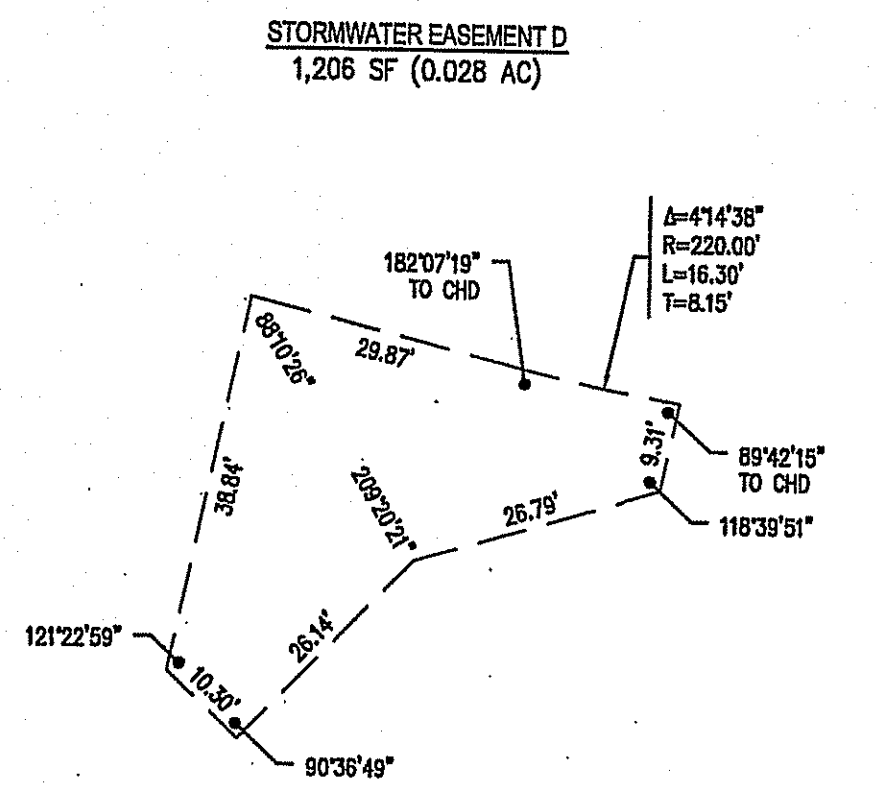 STORMWATER EASEMENT D
1,206 SF (0.028 AC)
Δ=4°14'38"
R=220.00'
L=16.30'
T=8.15'
182°07'19"
TO CHD
88°10'26"
29.87'
9.31'
89°42'15"
TO CHD
118°39'51"
38.84'
209°20'21"
26.79'
26.14'
121°22'59"
10.30'
90°36'49"